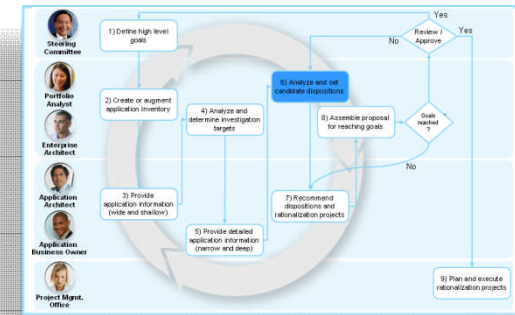 Steering
Committee
Portfolio
Analyst
Enterprise
Architect
Application
Architect
Application
Business Owner
Project Mgmt.
Office
1) Define high level
goals
2) Create or augment
application Inventory
3) Provide
application information
(wide and shallow)
4) Analyze and
determine investigation
targets
5) Provide detailed
application information
(narrow and deep)
6) Analyze and set
candidate dispositions
7) Recommend
dispositions and
rationalization projects
8) Assemble proposal
for reaching goals
Goals
reached
?
No
Review /
Approve
No
Yes
Yes
9) Plan and execute
rationalization projects